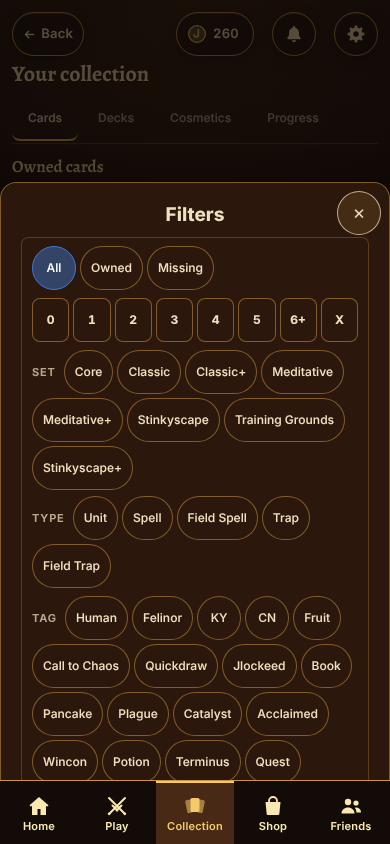 ← Back J 260
Your collection
Cards Decks Cosmetics Progress
Owned cards
Filters ×
All Owned Missing
0 1 2 3 4 5 6+ X
SET Core Classic Classic+ Meditative
Meditative+ Stinkyscape Training Grounds
Stinkyscape+
TYPE Unit Spell Field Spell Trap
Field Trap
TAG Human Felinor KY CN Fruit
Call to Chaos Quickdraw Jlockeed Book
Pancake Plague Catalyst Acclaimed
Wincon Potion Terminus Quest
Home Play Collection Shop Friends